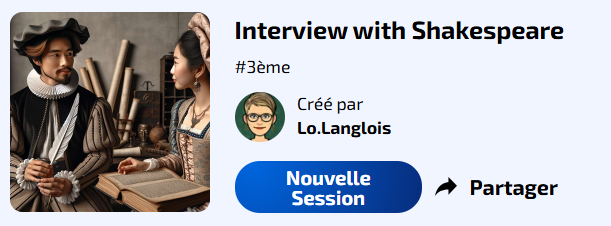 Interview with Shakespeare
#3ème
Créé par
Lo.Langlois
Nouvelle
Session
Partager